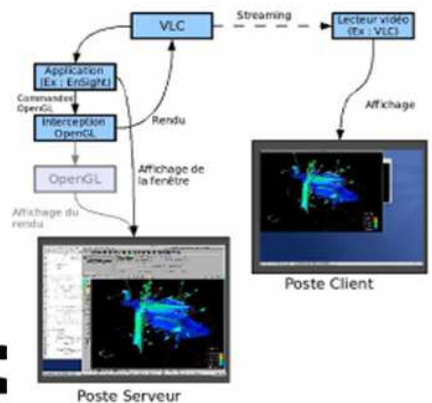 VLC
Streaming
Lecteur vidéo
(Ex : VLC)
Application
(Ex : EnSight)
Commandes
OpenGL
Interception
OpenGL
Rendu
Affichage
OpenGL
Affichage de
la fenêtre
Affichage du
rendu
Poste Client
Poste Serveur